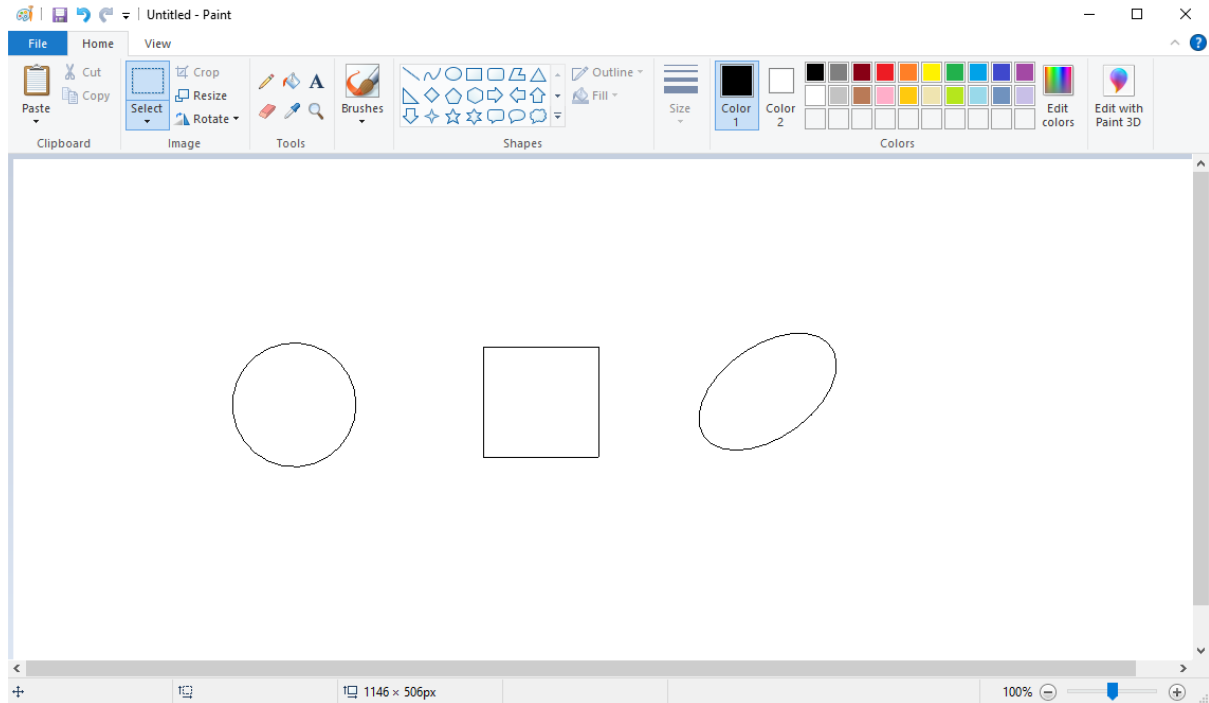 Untitled - Paint
File Home View
Paste
Cut
Copy
Clipboard
Select
Crop
Resize
Rotate
Image
A
Tools
Brushes
Outline
Fill
Shapes
Size
Color 1
Color 2
Edit colors
Colors
Edit with Paint 3D
1146 × 506px
100%